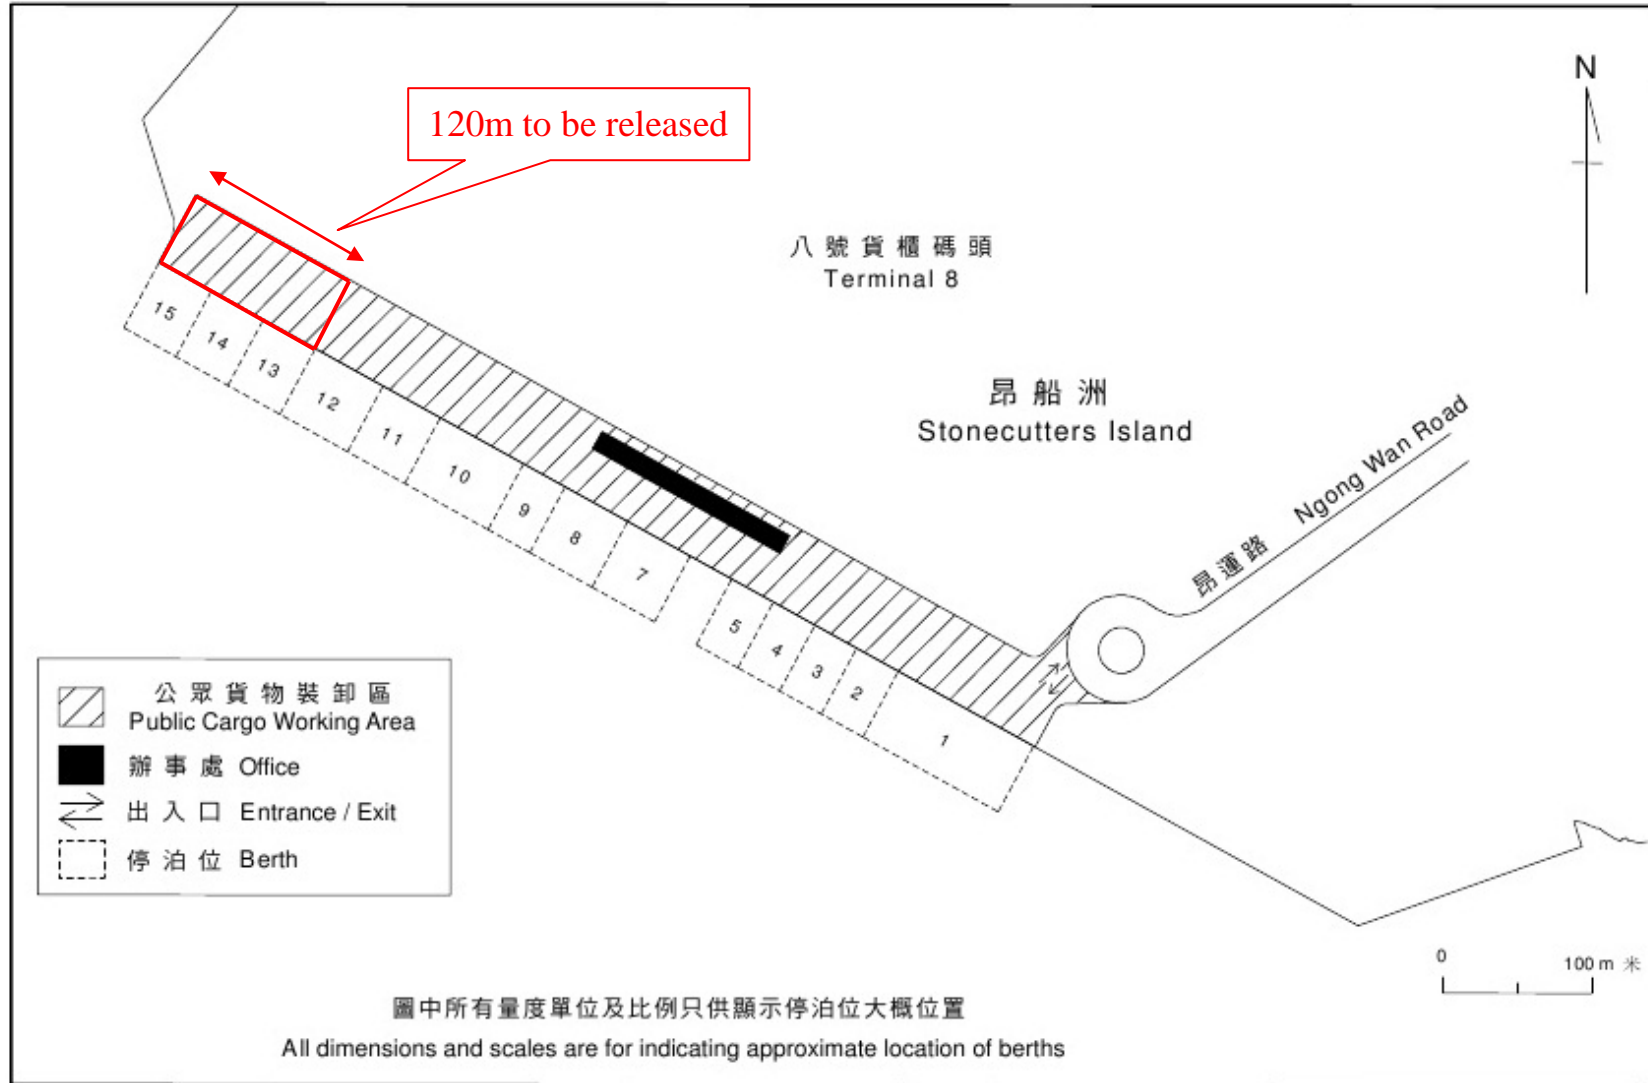 N
120m to be released
八號貨櫃碼頭
Terminal 8
昂船洲
Stonecutters Island
昂運路 Ngong Wan Road
15
14
13
12
11
10
9
8
7
5
4
3
2
1
公眾貨物裝卸區
Public Cargo Working Area
辦事處 Office
出入口 Entrance / Exit
停泊位 Berth
0 100 m 米
圖中所有量度單位及比例只供顯示停泊位大概位置
All dimensions and scales are for indicating approximate location of berths